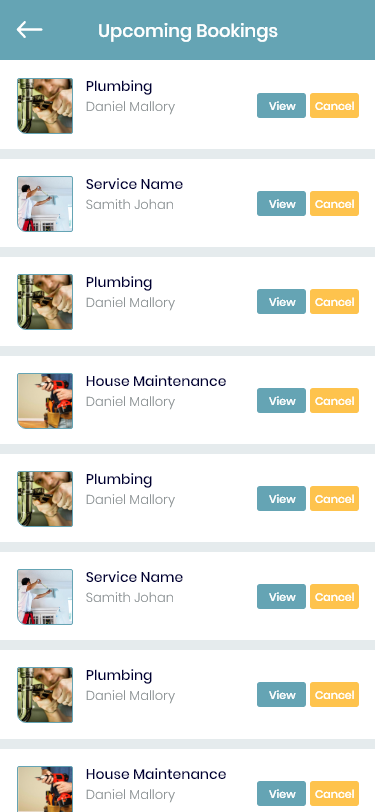 Upcoming Bookings
Plumbing
Daniel Mallory
View Cancel
Service Name
Samith Johan
View Cancel
Plumbing
Daniel Mallory
View Cancel
House Maintenance
Daniel Mallory
View Cancel
Plumbing
Daniel Mallory
View Cancel
Service Name
Samith Johan
View Cancel
Plumbing
Daniel Mallory
View Cancel
House Maintenance
Daniel Mallory
View Cancel